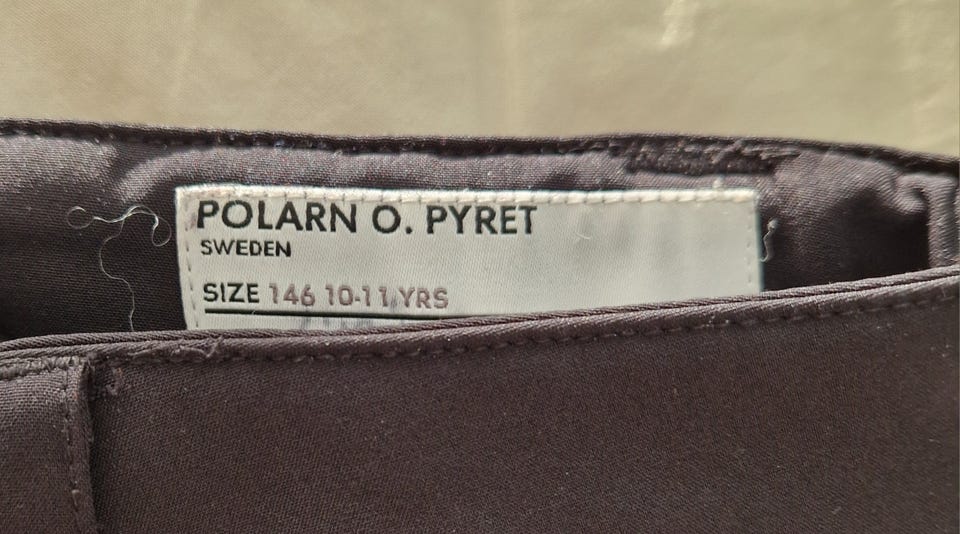 POLARN O. PYRET
SWEDEN
SIZE 146 10-11 YRS